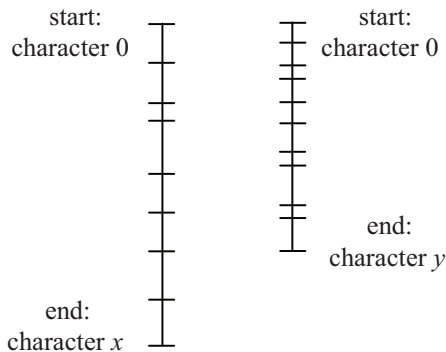 start:
character 0
end:
character x
start:
character 0
end:
character y